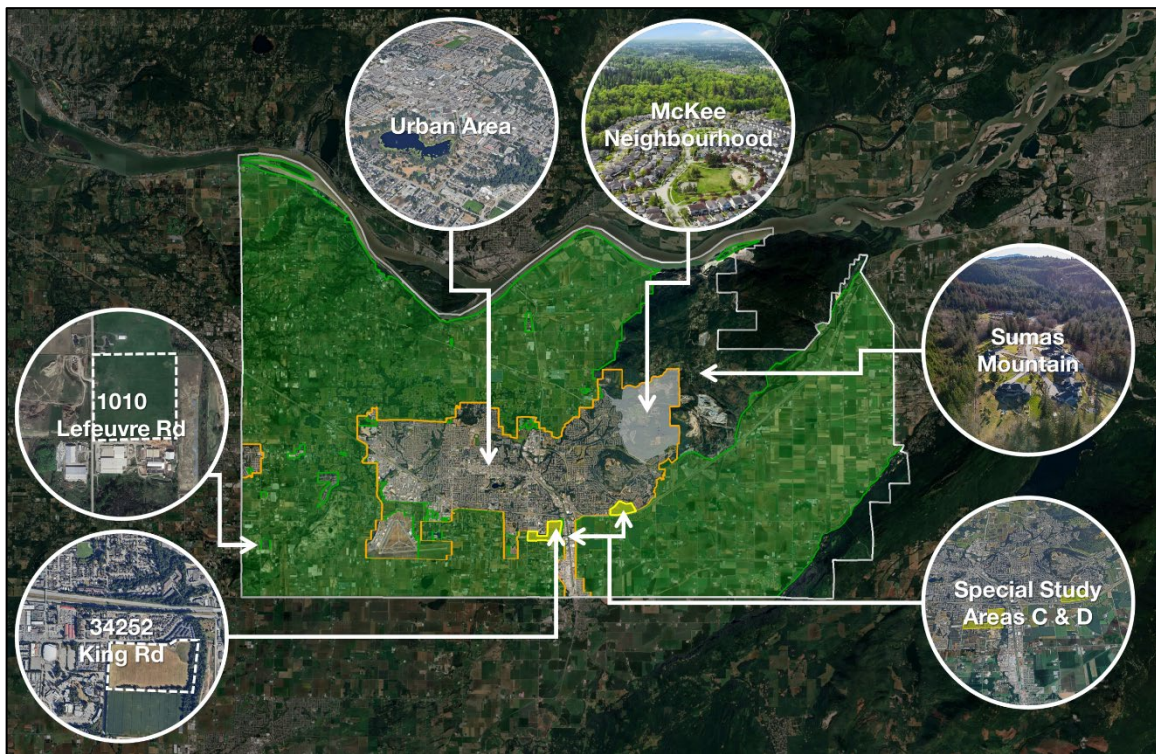 Urban Area
McKee
Neighbourhood
Sumas
Mountain
1010
Lefeuvre Rd
34252
King Rd
Special Study
Areas C & D